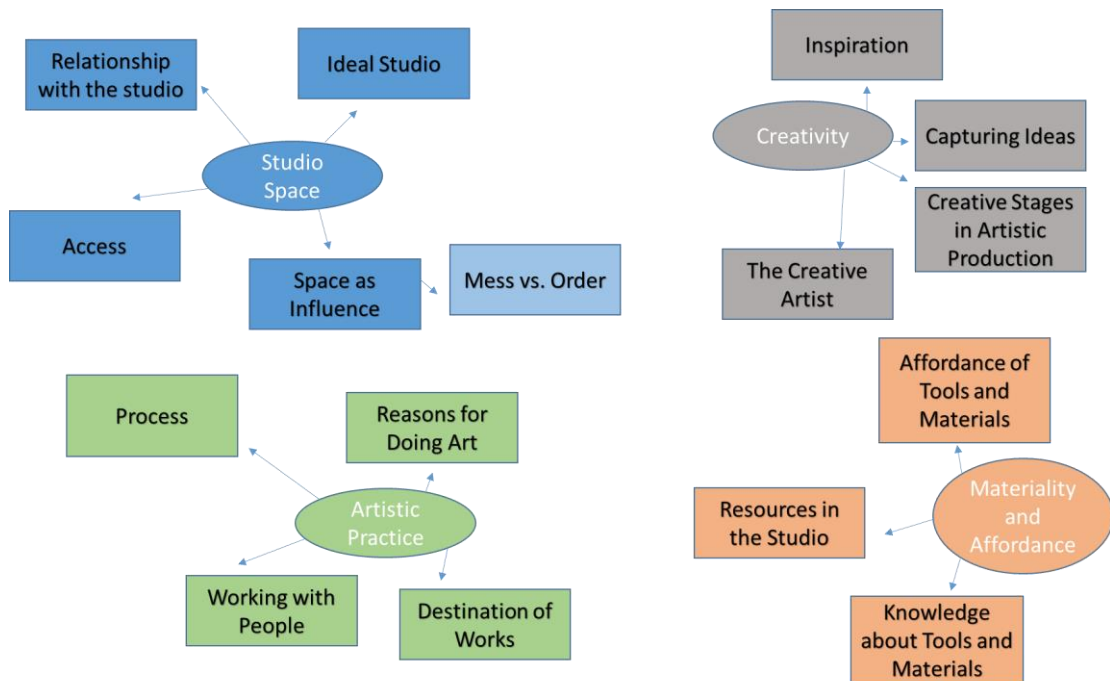 Relationship
with the studio
Ideal Studio
Studio
Space
Access
Space as
Influence
Mess vs. Order
Inspiration
Creativity
Capturing Ideas
Creative Stages
in Artistic
Production
The Creative
Artist
Process
Reasons for
Doing Art
Artistic
Practice
Working with
People
Destination of
Works
Affordance of
Tools and
Materials
Materiality
and
Affordance
Resources in
the Studio
Knowledge
about Tools and
Materials